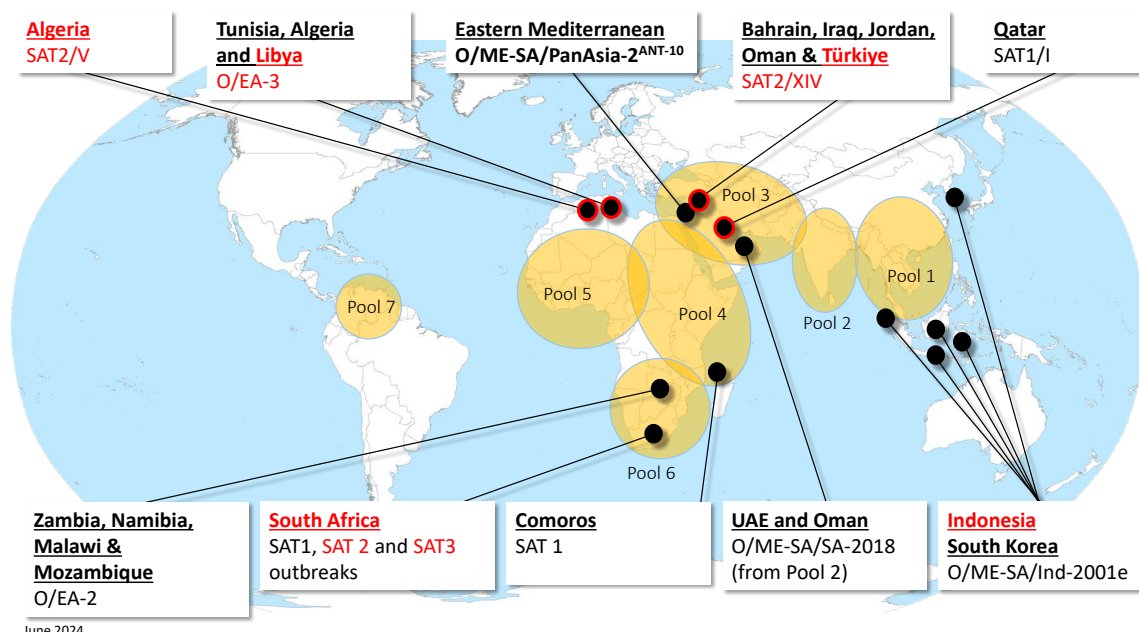 Algeria
SAT2/V
Tunisia, Algeria
and Libya
O/EA-3
Eastern Mediterranean
O/ME-SA/PanAsia-2ANT-10
Bahrain, Iraq, Jordan,
Oman & Türkiye
SAT2/XIV
Qatar
SAT1/I
Pool 3
Pool 5
Pool 4
Pool 1
Pool 2
Pool 7
Pool 6
Zambia, Namibia,
Malawi &
Mozambique
O/EA-2
South Africa
SAT1, SAT 2 and SAT3
outbreaks
Comoros
SAT 1
UAE and Oman
O/ME-SA/SA-2018
(from Pool 2)
Indonesia
South Korea
O/ME-SA/Ind-2001e
June 2024